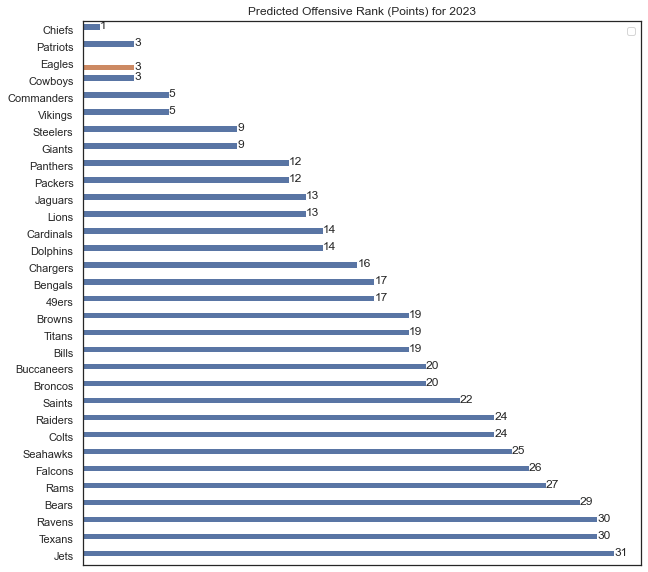 Predicted Offensive Rank (Points) for 2023
Chiefs 1
Patriots 3
Eagles 3
Cowboys 3
Commanders 5
Vikings 5
Steelers 9
Giants 9
Panthers 12
Packers 12
Jaguars 13
Lions 13
Cardinals 14
Dolphins 14
Chargers 16
Bengals 17
49ers 17
Browns 19
Titans 19
Bills 19
Buccaneers 20
Broncos 20
Saints 22
Raiders 24
Colts 24
Seahawks 25
Falcons 26
Rams 27
Bears 29
Ravens 30
Texans 30
Jets 31